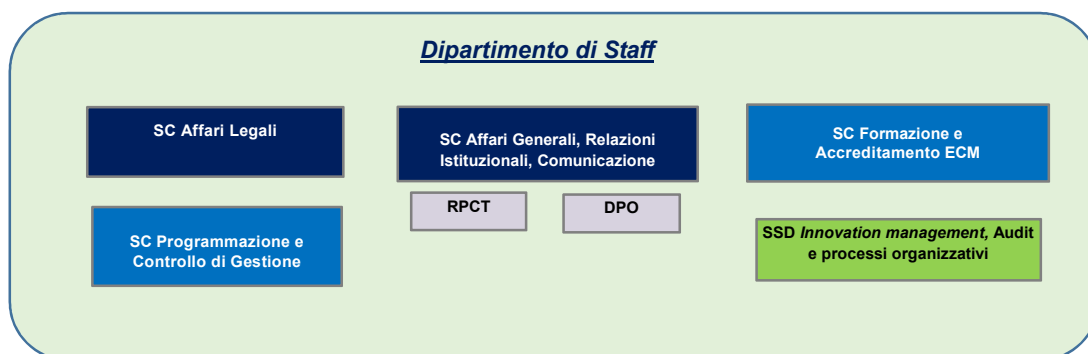 Dipartimento di Staff
SC Affari Legali
SC Affari Generali, Relazioni
Istituzionali, Comunicazione
SC Formazione e
Accreditamento ECM
RPCT
DPO
SC Programmazione e
Controllo di Gestione
SSD Innovation management, Audit
e processi organizzativi